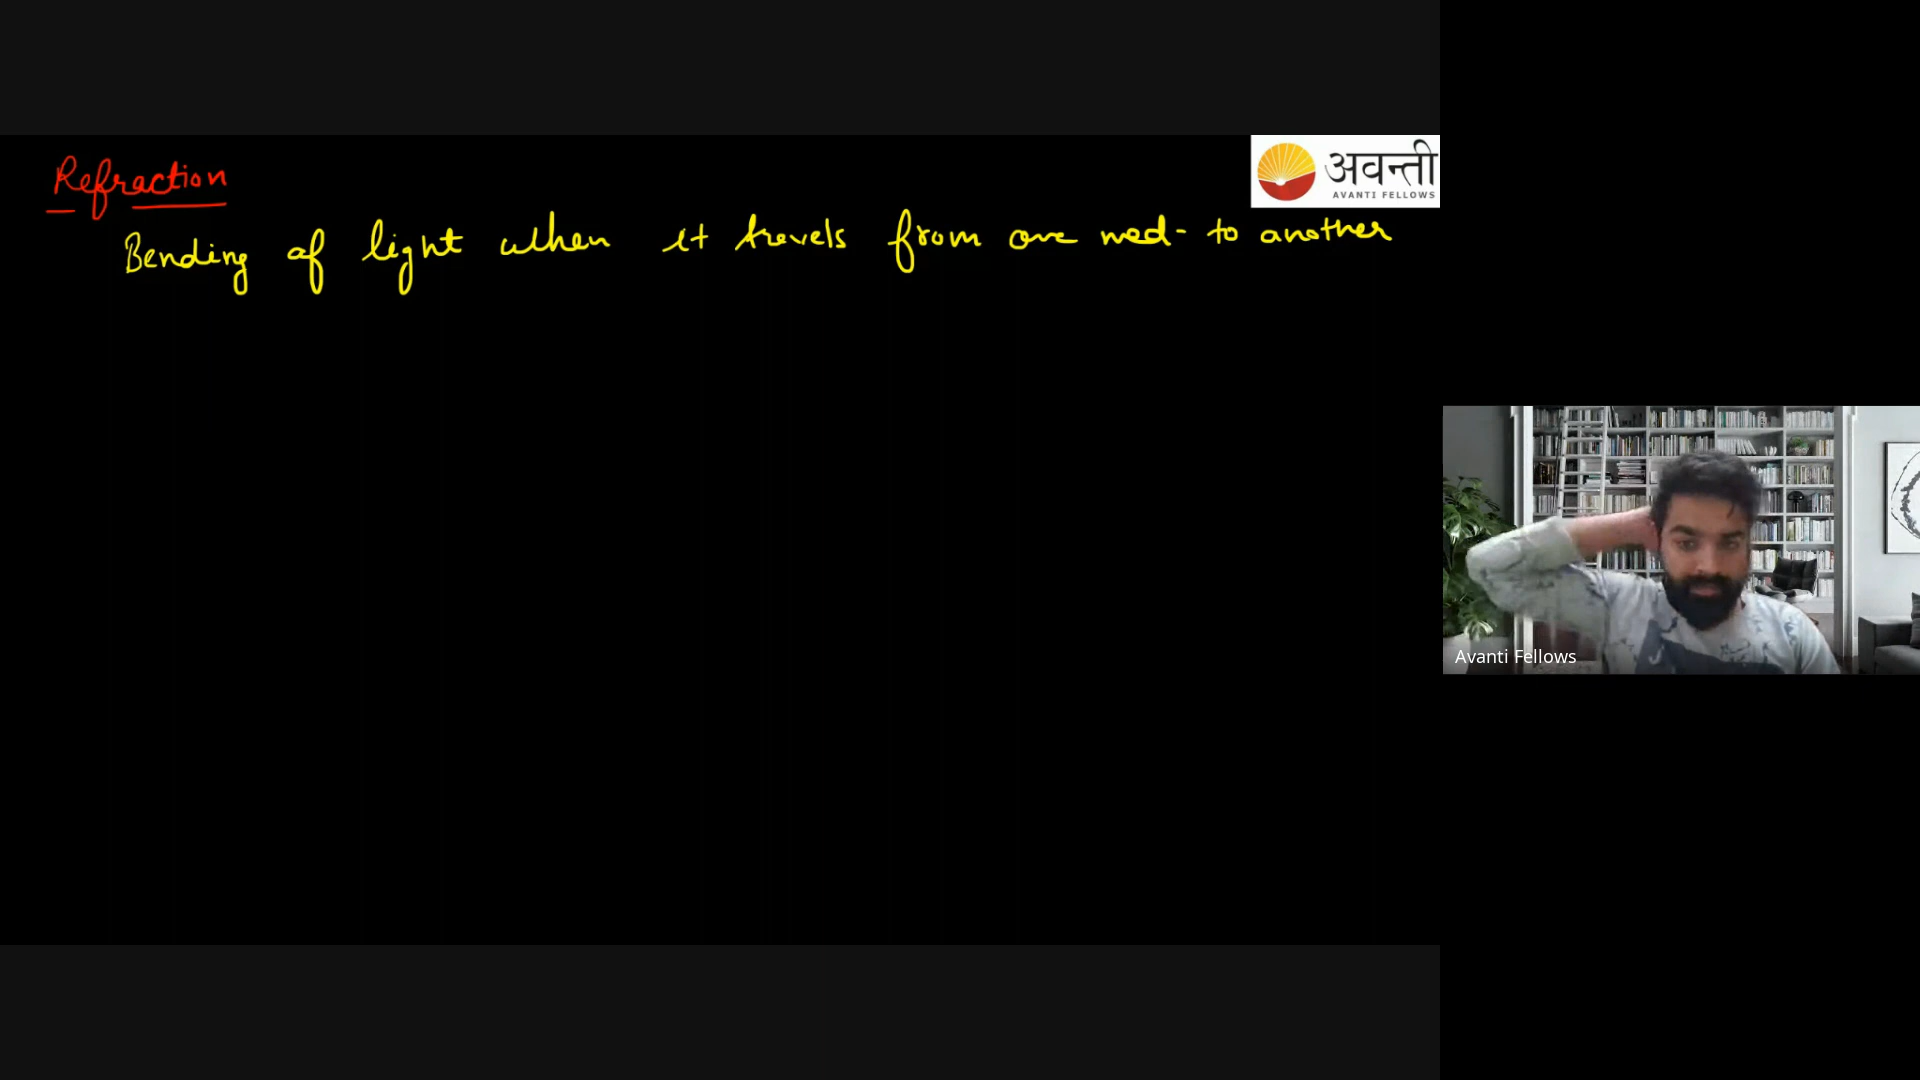 Refraction
अवन्ती
AVANTI FELLOWS
Bending of light when it travels from one med- to another
Avanti Fellows